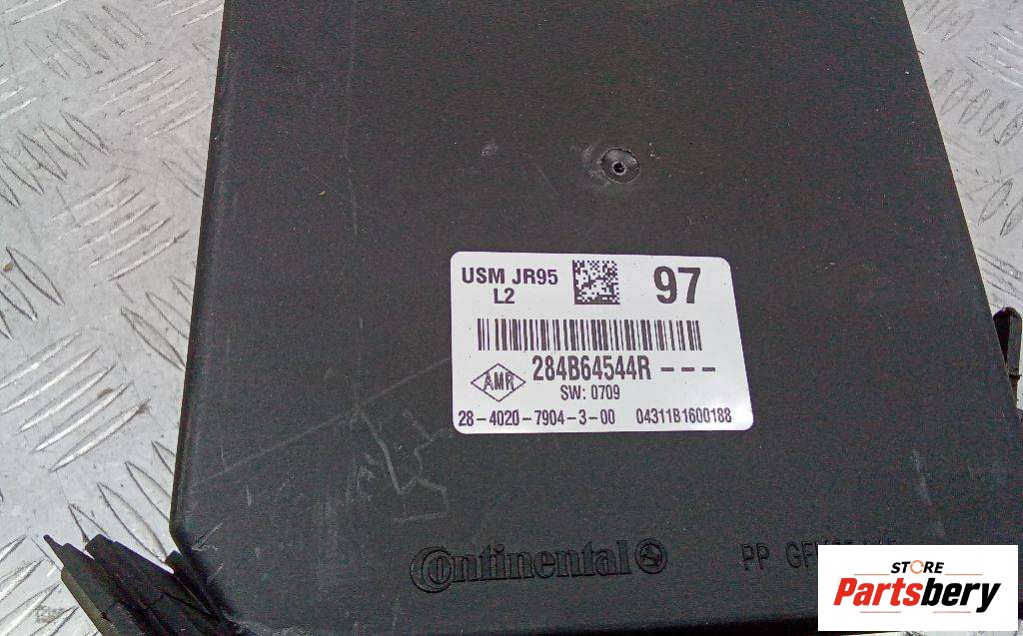 USM JR95 97
L2
284B64544R ---
AMR
SW: 0709
28-4020-7904-3-00 04311B1600188
Continental
PP
STORE
Partsbery